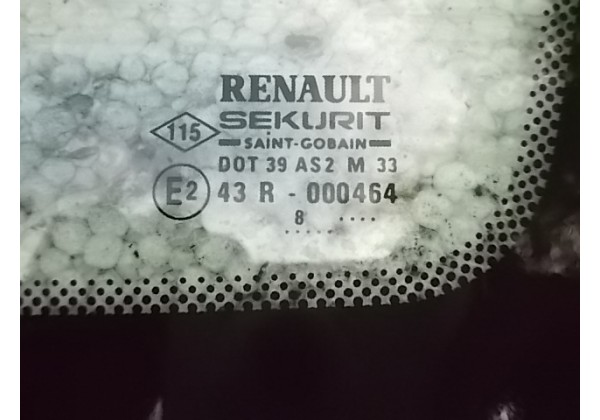 RENAULT
115 SEKURIT
SAINT-GOBAIN
DOT 39 AS2 M 33
E2 43 R - 000464
8 ....
.....